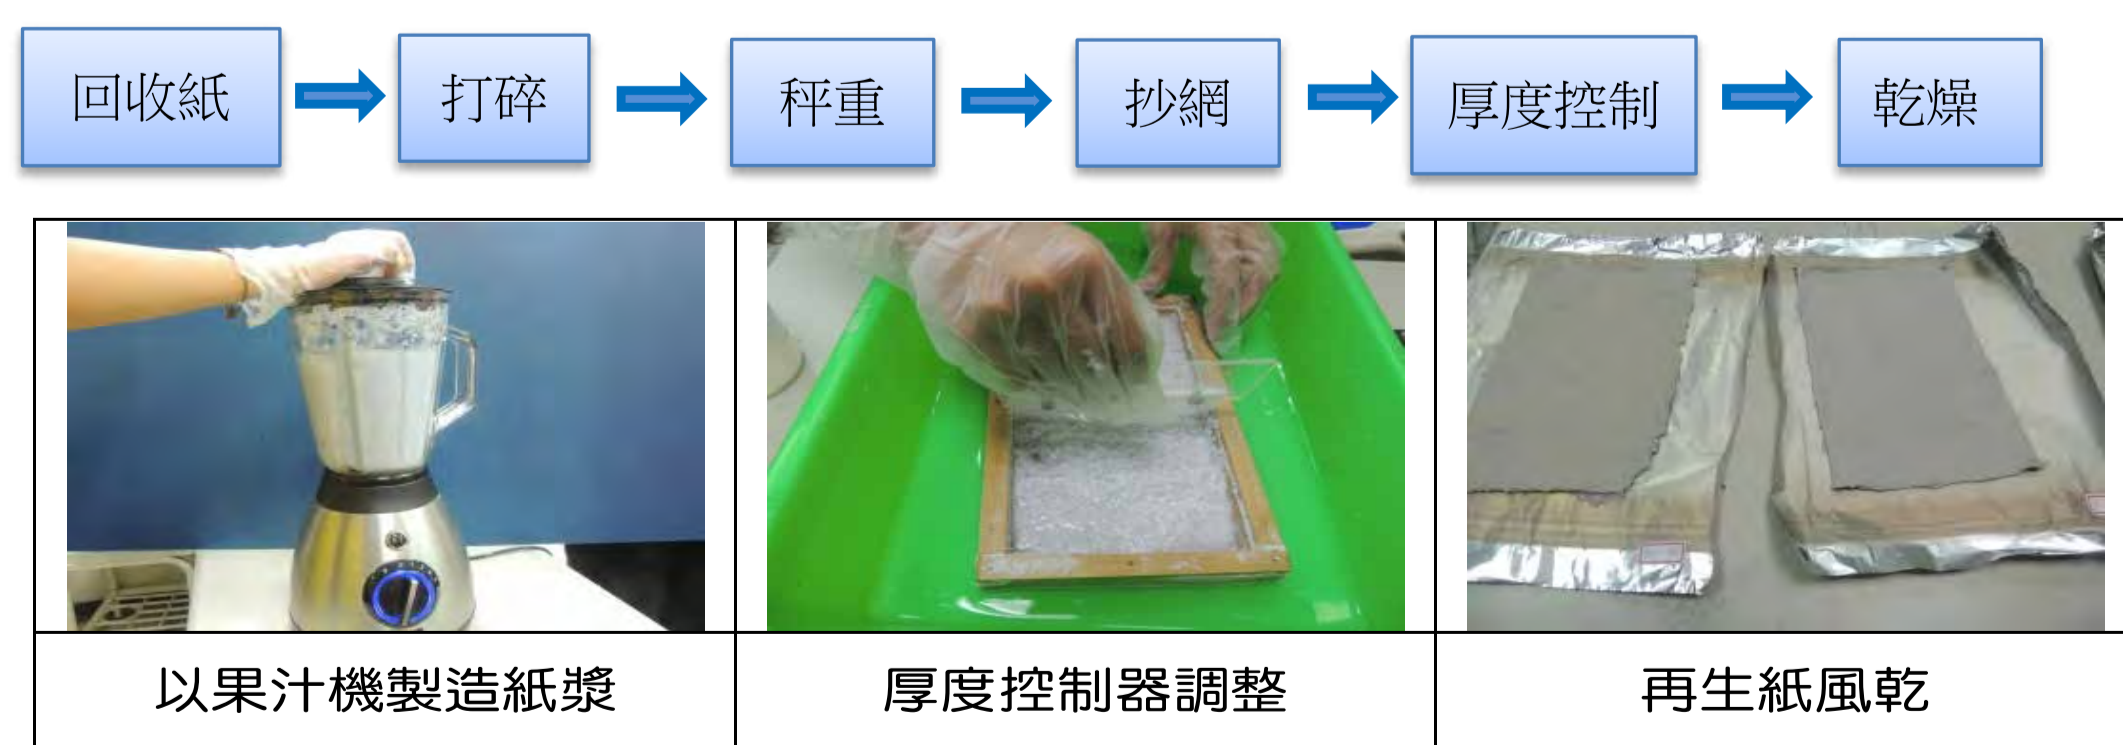 回收紙
打碎
秤重
抄網
厚度控制
乾燥
以果汁機製造紙漿
厚度控制器調整
再生紙風乾